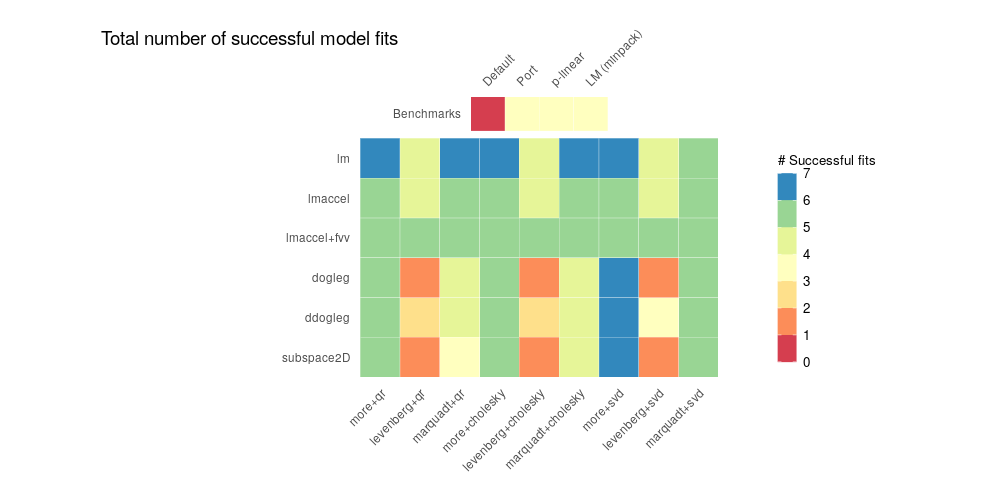 Total number of successful model fits
Default
Port
p-linear
LM (minpack)
Benchmarks
lm
lmaccel
lmaccel+fvv
dogleg
ddogleg
subspace2D
more+qr
levenberg+qr
marquadt+qr
more+cholesky
levenberg+cholesky
marquadt+cholesky
more+svd
levenberg+svd
marquadt+svd
# Successful fits
7
6
5
4
3
2
1
0